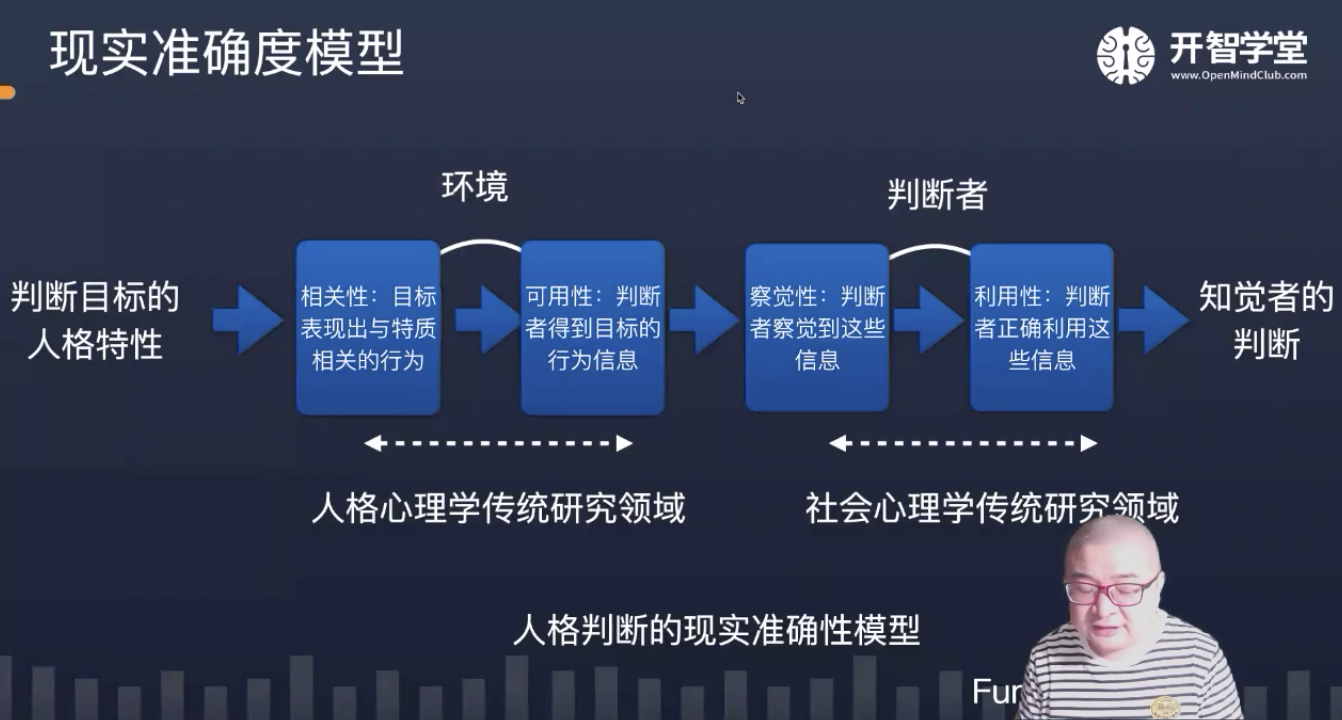 现实准确度模型
开智学堂
www.OpenMindClub.com
环境
判断者
判断目标的
人格特性
相关性：目标
表现出与特质
相关的行为
可用性：判断
者得到目标的
行为信息
察觉性：判断
者察觉到这些
信息
利用性：判断
者正确利用这
些信息
知觉者的
判断
人格心理学传统研究领域
社会心理学传统研究领域
人格判断的现实准确性模型